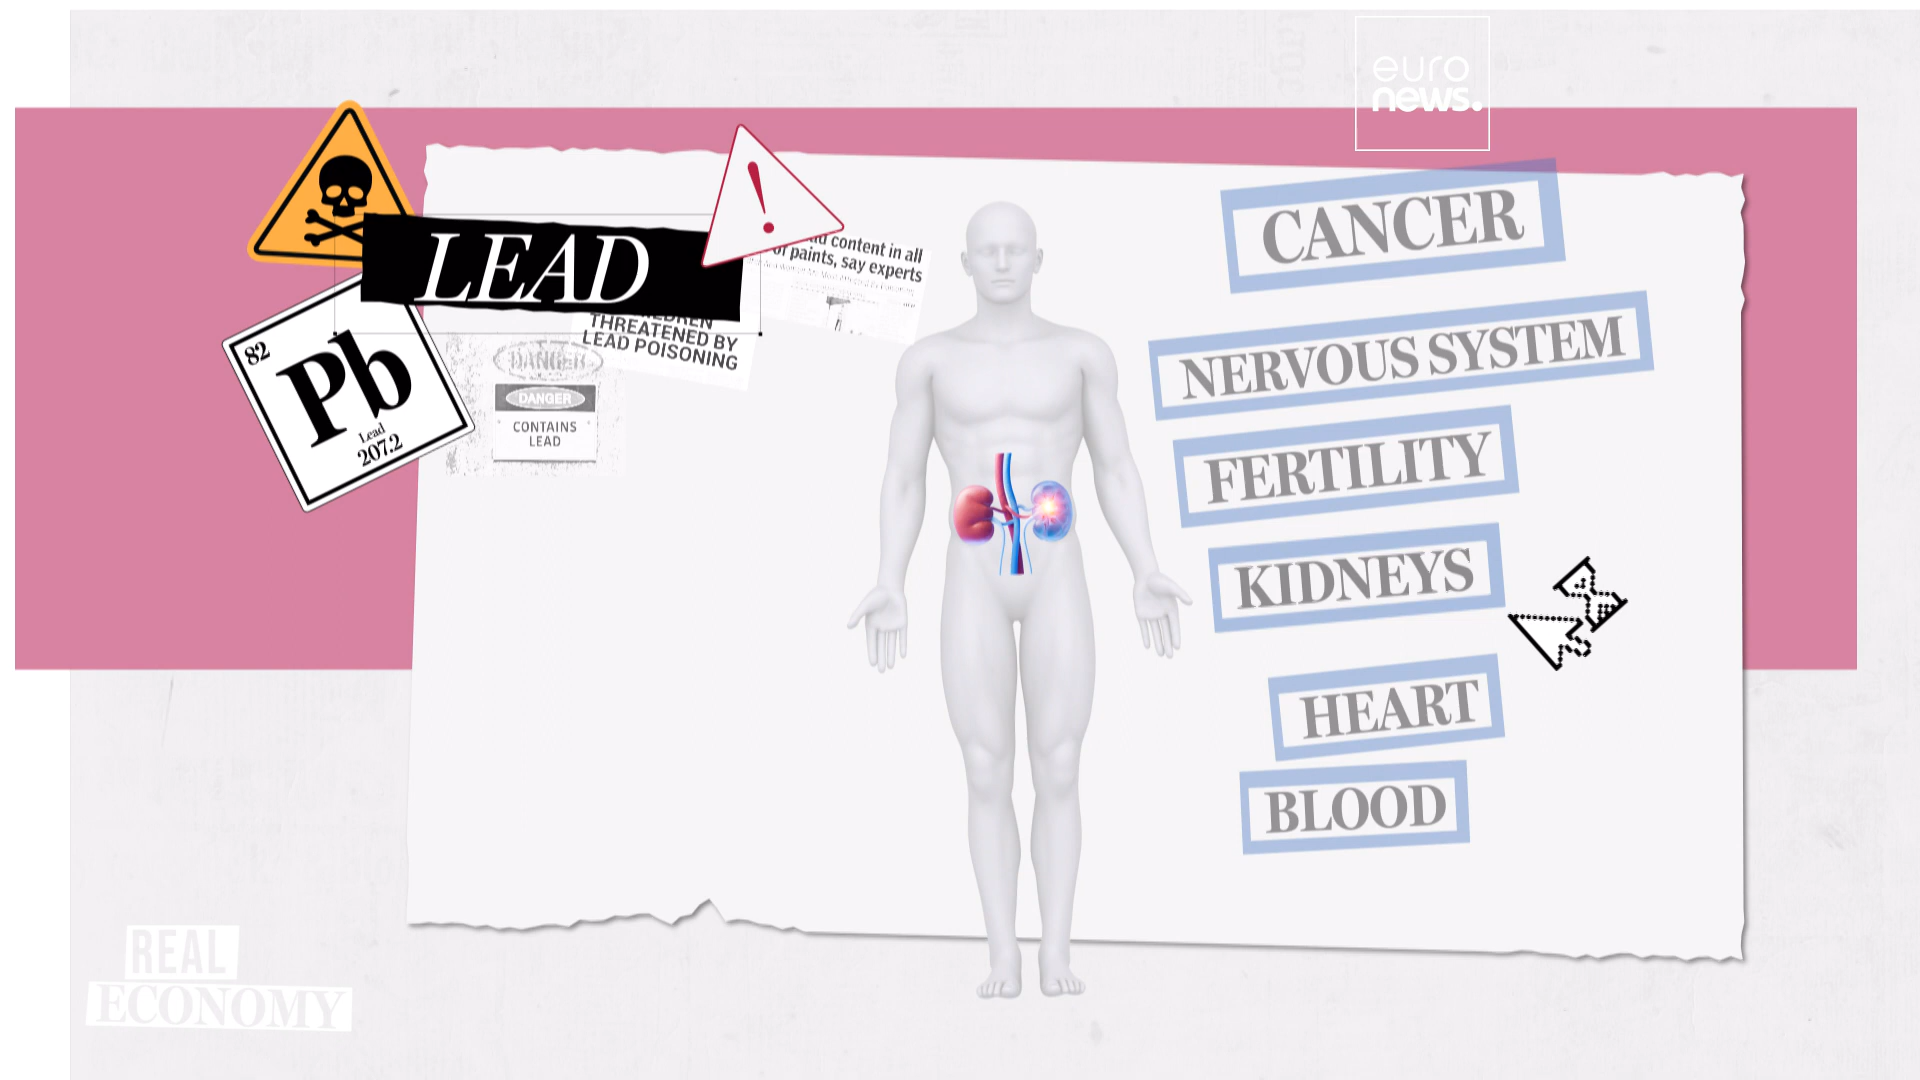 euro
news.
LEAD
content in all
paints, say experts
THREATENED BY
LEAD POISONING
82
Pb
Lead
207.2
DANGER
DANGER
CONTAINS
LEAD
CANCER
NERVOUS SYSTEM
FERTILITY
KIDNEYS
HEART
BLOOD
REAL
ECONOMY